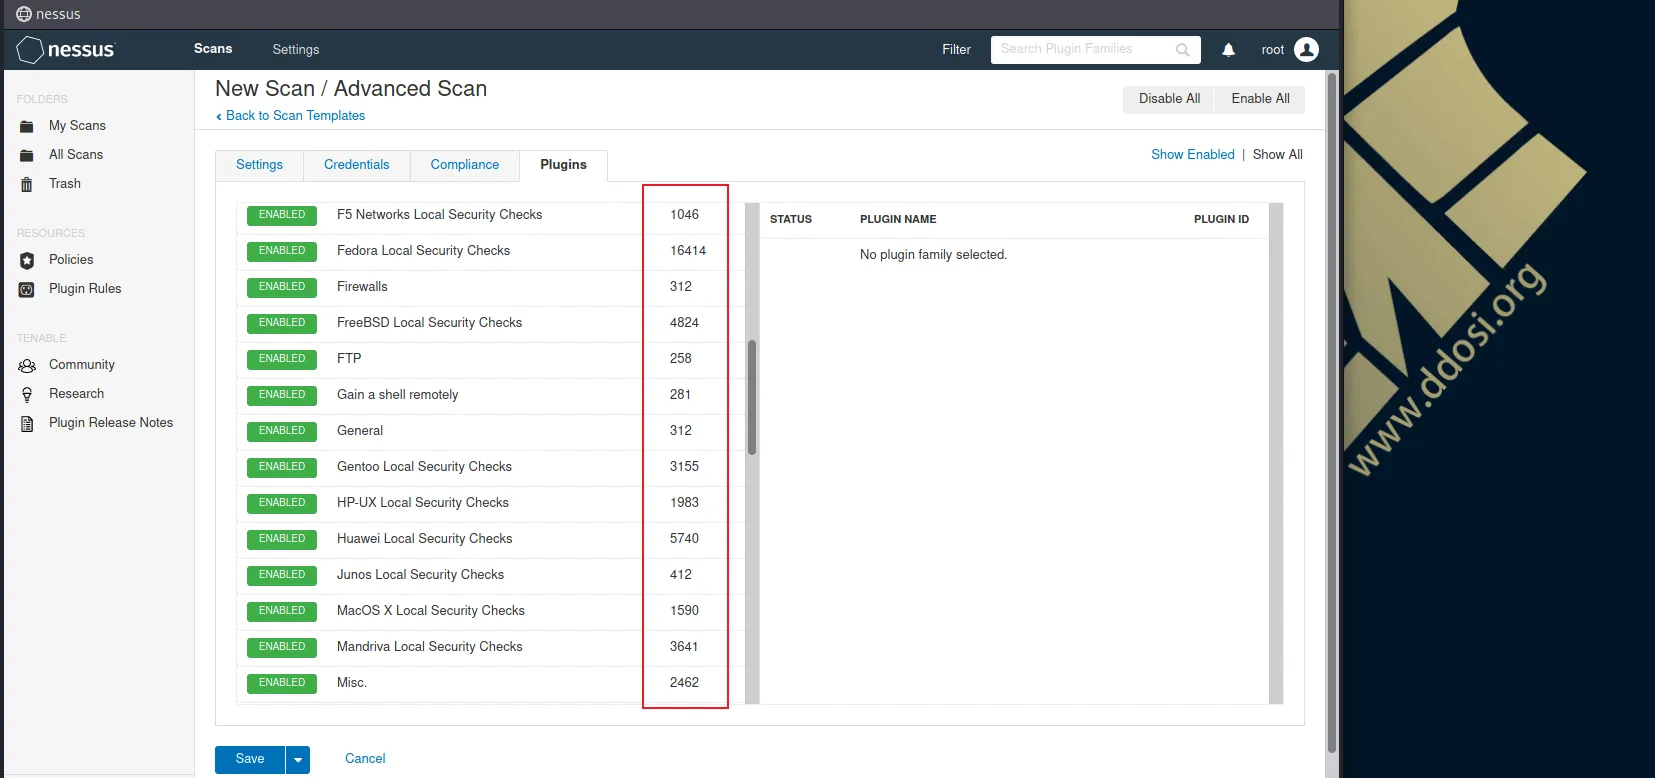 nessus
nessus
Scans
Settings
Filter
Search Plugin Families
root
FOLDERS
My Scans
All Scans
Trash
RESOURCES
Policies
Plugin Rules
TENABLE
Community
Research
Plugin Release Notes
New Scan / Advanced Scan
‹ Back to Scan Templates
Disable All
Enable All
Settings
Credentials
Compliance
Plugins
Show Enabled | Show All
ENABLED F5 Networks Local Security Checks 1046
ENABLED Fedora Local Security Checks 16414
ENABLED Firewalls 312
ENABLED FreeBSD Local Security Checks 4824
ENABLED FTP 258
ENABLED Gain a shell remotely 281
ENABLED General 312
ENABLED Gentoo Local Security Checks 3155
ENABLED HP-UX Local Security Checks 1983
ENABLED Huawei Local Security Checks 5740
ENABLED Junos Local Security Checks 412
ENABLED MacOS X Local Security Checks 1590
ENABLED Mandriva Local Security Checks 3641
ENABLED Misc. 2462
STATUS PLUGIN NAME PLUGIN ID
No plugin family selected.
Save
Cancel
www.ddosi.org